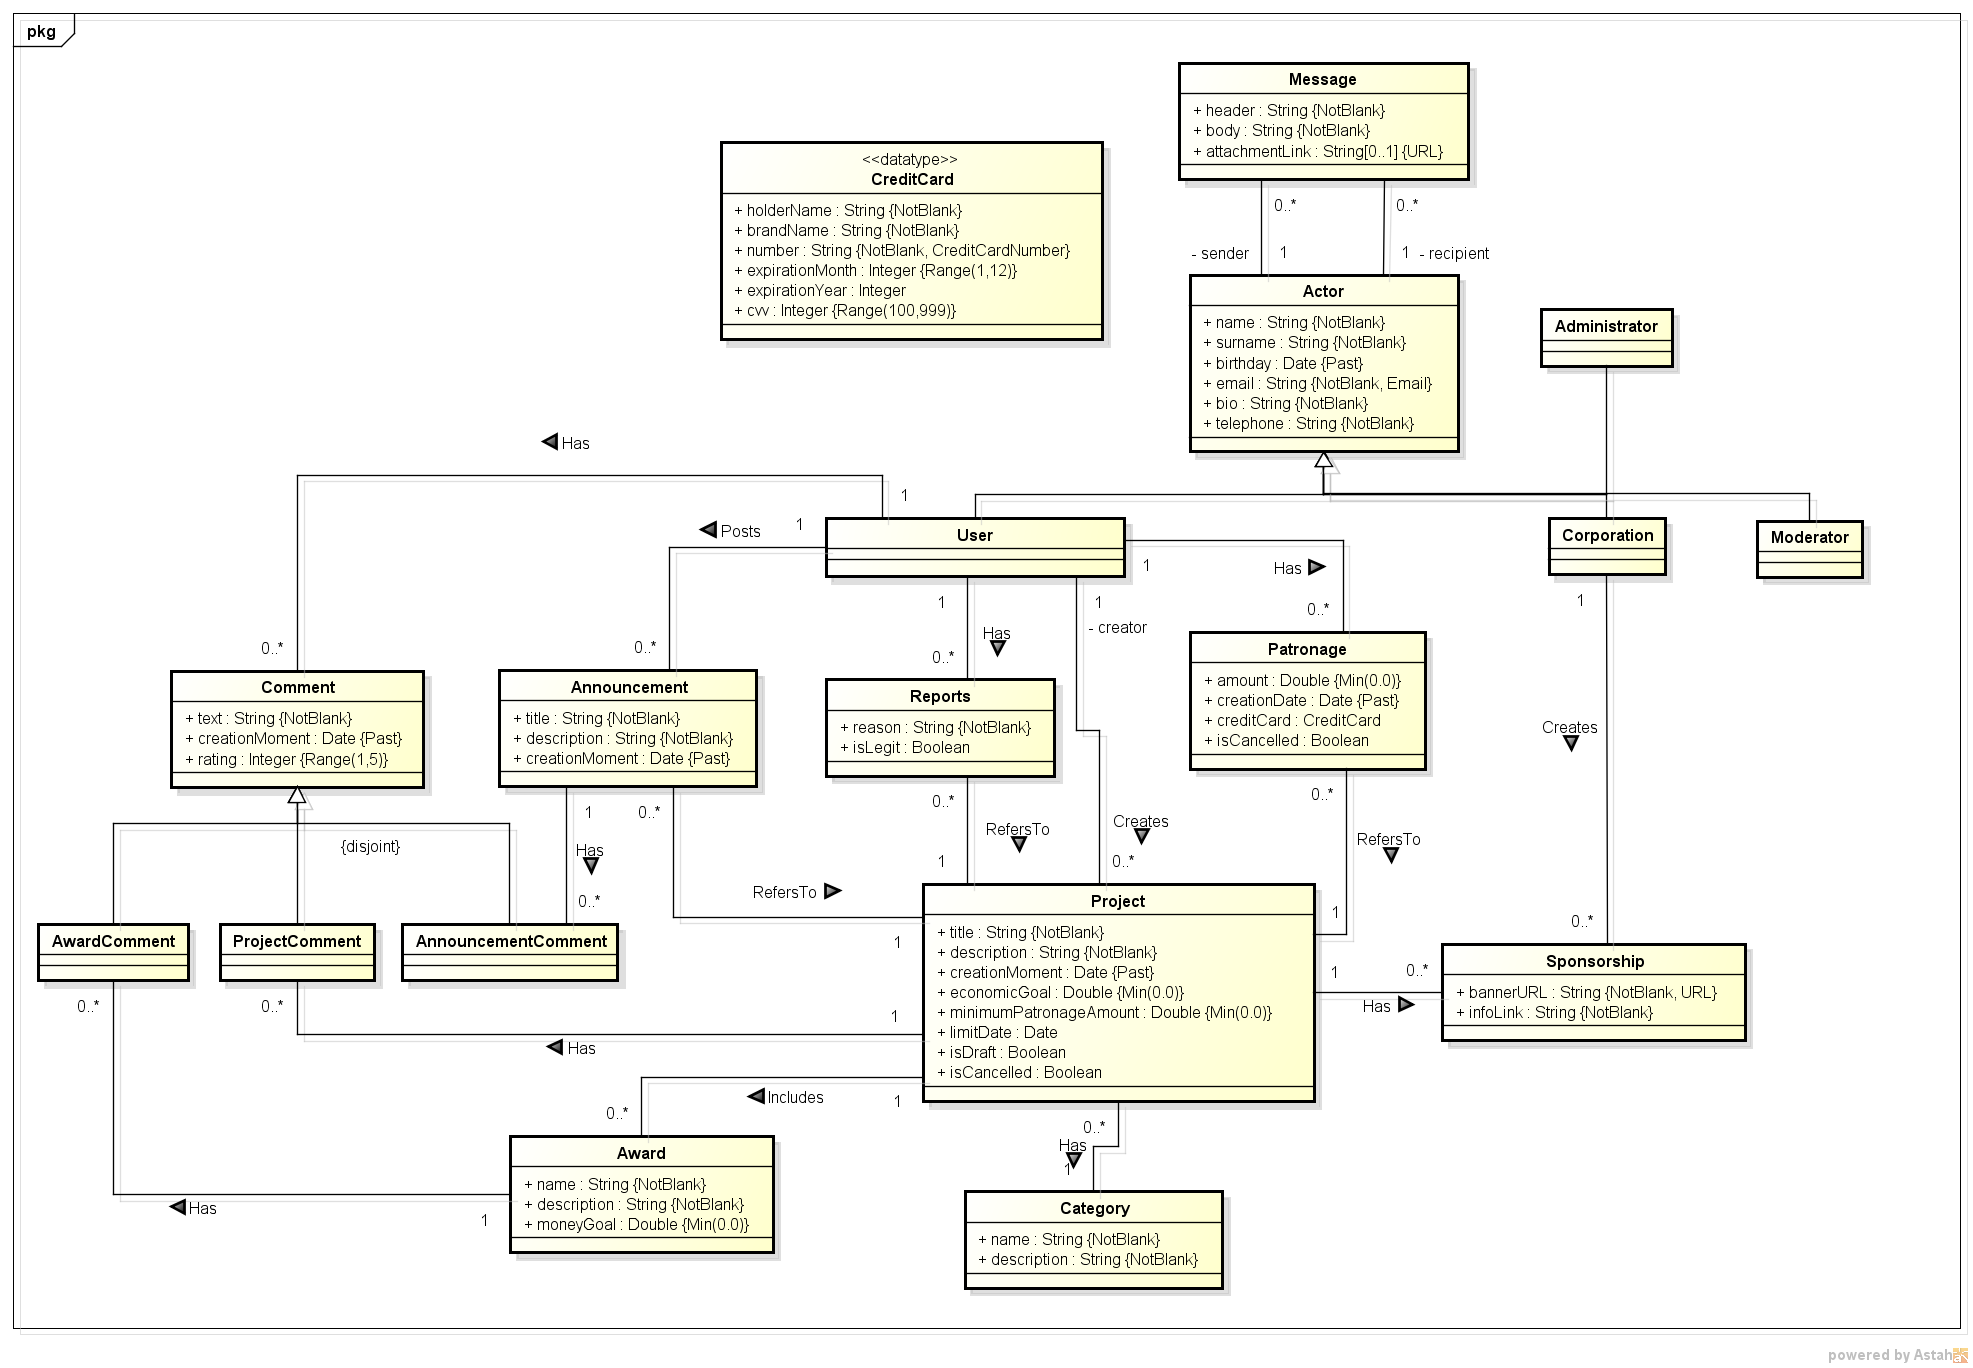 pkg
Message
+ header : String {NotBlank}
+ body : String {NotBlank}
+ attachmentLink : String[0..1] {URL}
0..*
0..*
- sender
1
1
- recipient
<<datatype>>
CreditCard
+ holderName : String {NotBlank}
+ brandName : String {NotBlank}
+ number : String {NotBlank, CreditCardNumber}
+ expirationMonth : Integer {Range(1,12)}
+ expirationYear : Integer
+ cvv : Integer {Range(100,999)}
Actor
+ name : String {NotBlank}
+ surname : String {NotBlank}
+ birthday : Date {Past}
+ email : String {NotBlank, Email}
+ bio : String {NotBlank}
+ telephone : String {NotBlank}
Administrator
Has
1
Posts
1
User
1
Has
0..*
Corporation
Moderator
1
1
1
- creator
Has
0..*
0..*
0..*
Comment
+ text : String {NotBlank}
+ creationMoment : Date {Past}
+ rating : Integer {Range(1,5)}
Announcement
+ title : String {NotBlank}
+ description : String {NotBlank}
+ creationMoment : Date {Past}
Reports
+ reason : String {NotBlank}
+ isLegit : Boolean
Patronage
+ amount : Double {Min(0.0)}
+ creationDate : Date {Past}
+ creditCard : CreditCard
+ isCancelled : Boolean
Creates
{disjoint}
1
Has
0..*
0..*
RefersTo
0..*
RefersTo
1
Creates
0..*
0..*
RefersTo
1
0..*
AwardComment
ProjectComment
AnnouncementComment
1
Project
+ title : String {NotBlank}
+ description : String {NotBlank}
+ creationMoment : Date {Past}
+ economicGoal : Double {Min(0.0)}
+ minimumPatronageAmount : Double {Min(0.0)}
+ limitDate : Date
+ isDraft : Boolean
+ isCancelled : Boolean
1
0..*
Has
Sponsorship
+ bannerURL : String {NotBlank, URL}
+ infoLink : String {NotBlank}
0..*
0..*
1
Has
Includes
1
0..*
0..*
Has
1
Award
+ name : String {NotBlank}
+ description : String {NotBlank}
+ moneyGoal : Double {Min(0.0)}
Has
1
Category
+ name : String {NotBlank}
+ description : String {NotBlank}
powered by Astah